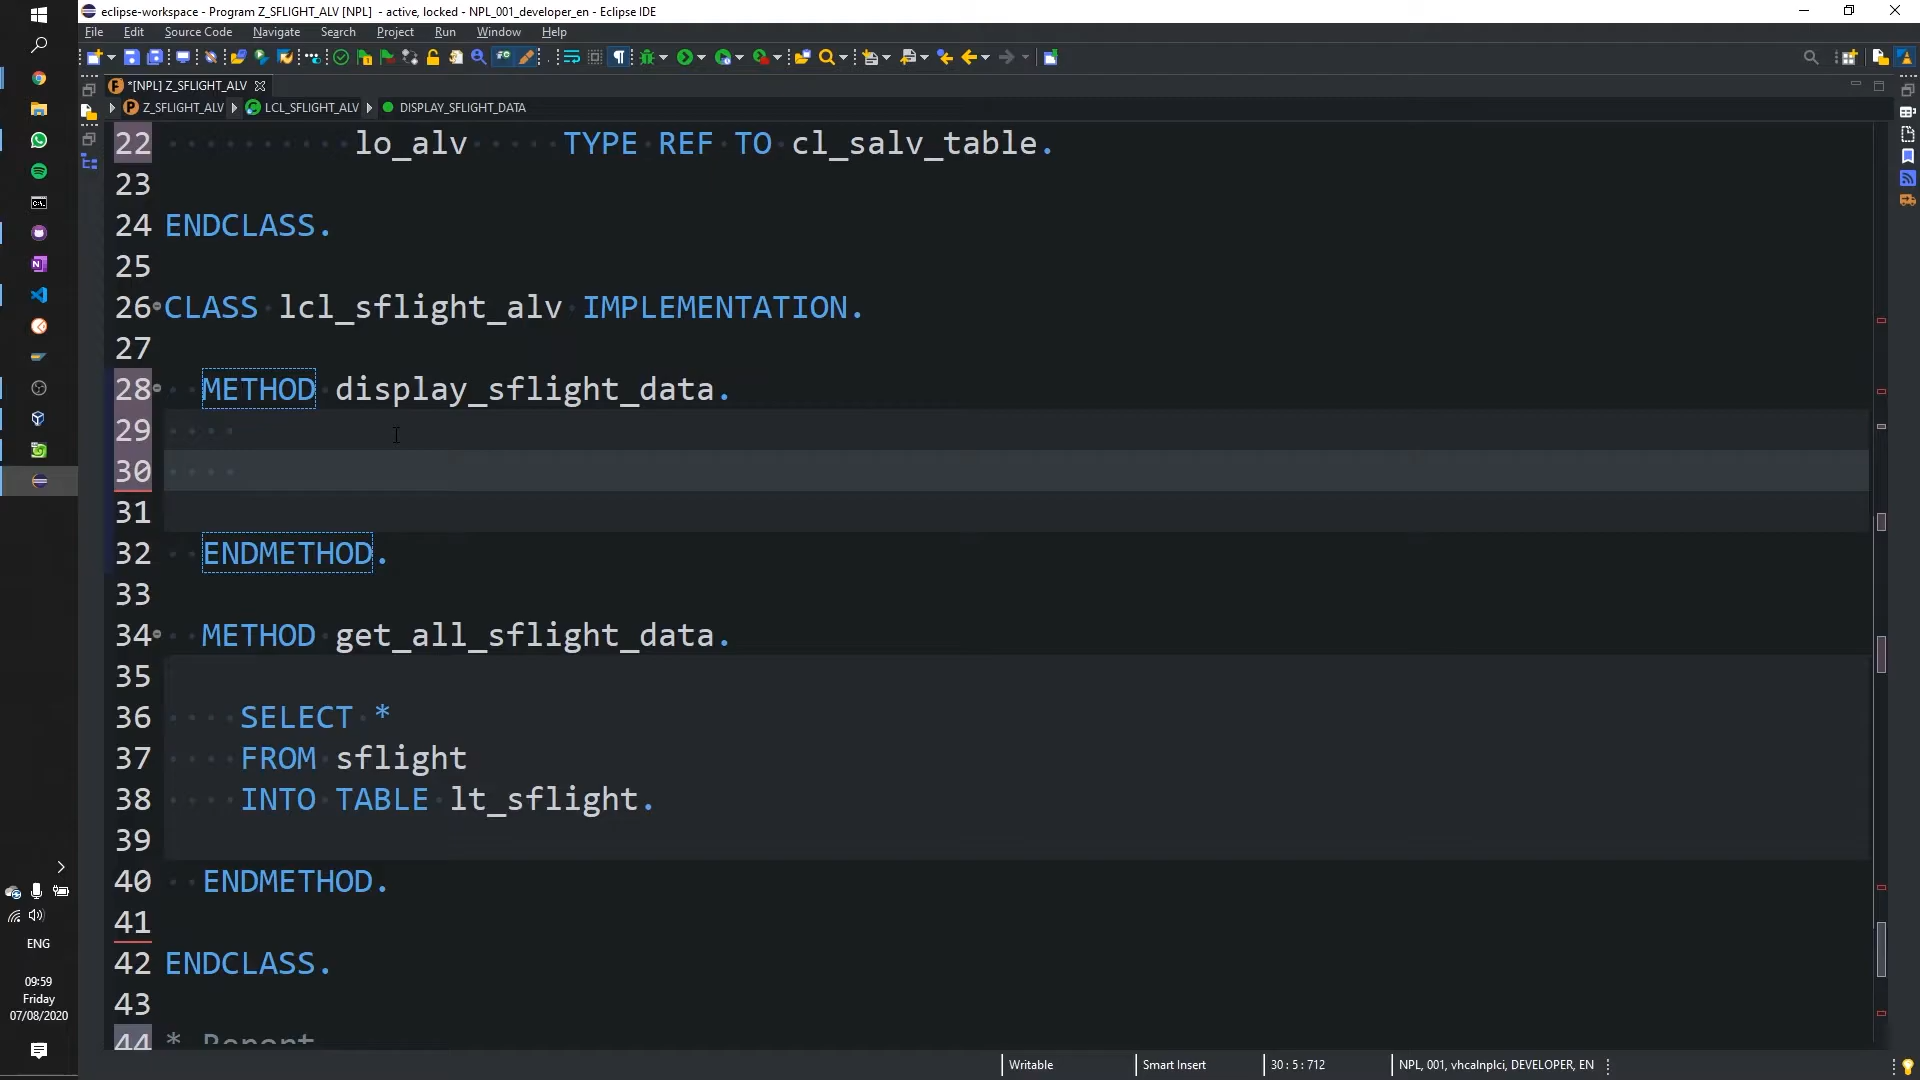 eclipse-workspace - Program Z_SFLIGHT_ALV [NPL]  - active, locked - NPL_001_developer_en - Eclipse IDE
File Edit Source Code Navigate Search Project Run Window Help
*[NPL] Z_SFLIGHT_ALV
Z_SFLIGHT_ALV LCL_SFLIGHT_ALV DISPLAY_SFLIGHT_DATA
22 lo_alv TYPE REF TO cl_salv_table.
23
24 ENDCLASS.
25
26 CLASS lcl_sflight_alv IMPLEMENTATION.
27
28 METHOD display_sflight_data.
29
30
31
32 ENDMETHOD.
33
34 METHOD get_all_sflight_data.
35
36 SELECT *
37 FROM sflight
38 INTO TABLE lt_sflight.
39
40 ENDMETHOD.
41
42 ENDCLASS.
43
44 * Report
ENG
09:59
Friday
07/08/2020
Writable Smart Insert 30 : 5 : 712 NPL, 001, vhcalnplci, DEVELOPER, EN